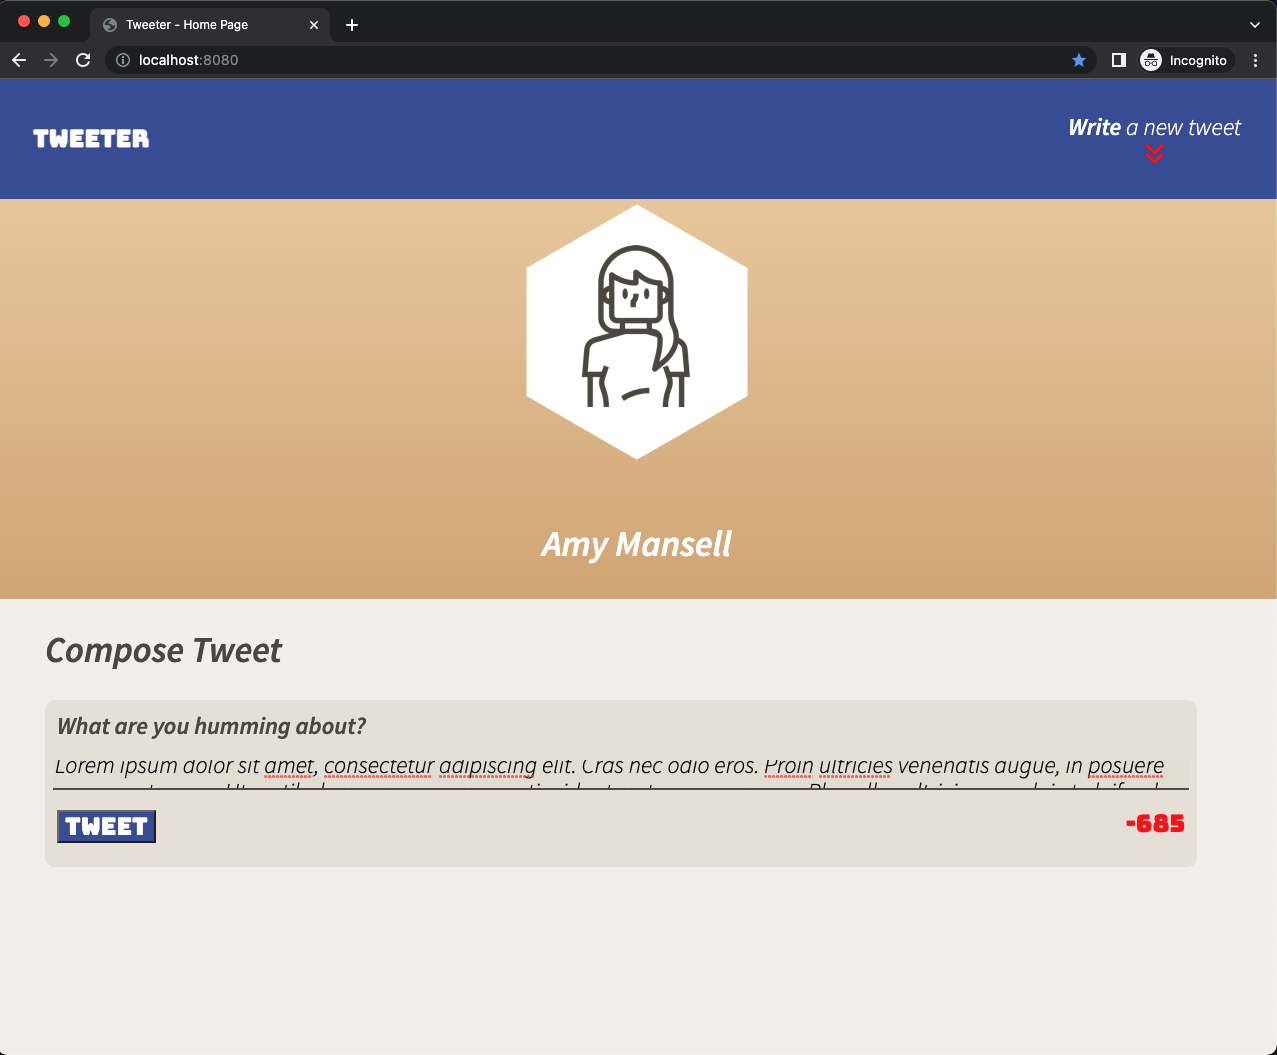 Tweeter - Home Page
localhost:8080
Incognito
TWEETER
Write a new tweet
Amy Mansell
Compose Tweet
What are you humming about?
Lorem ipsum dolor sit amet, consectetur adipiscing elit. Cras nec odio eros. Proin ultricies venenatis augue, in posuere
TWEET
-685